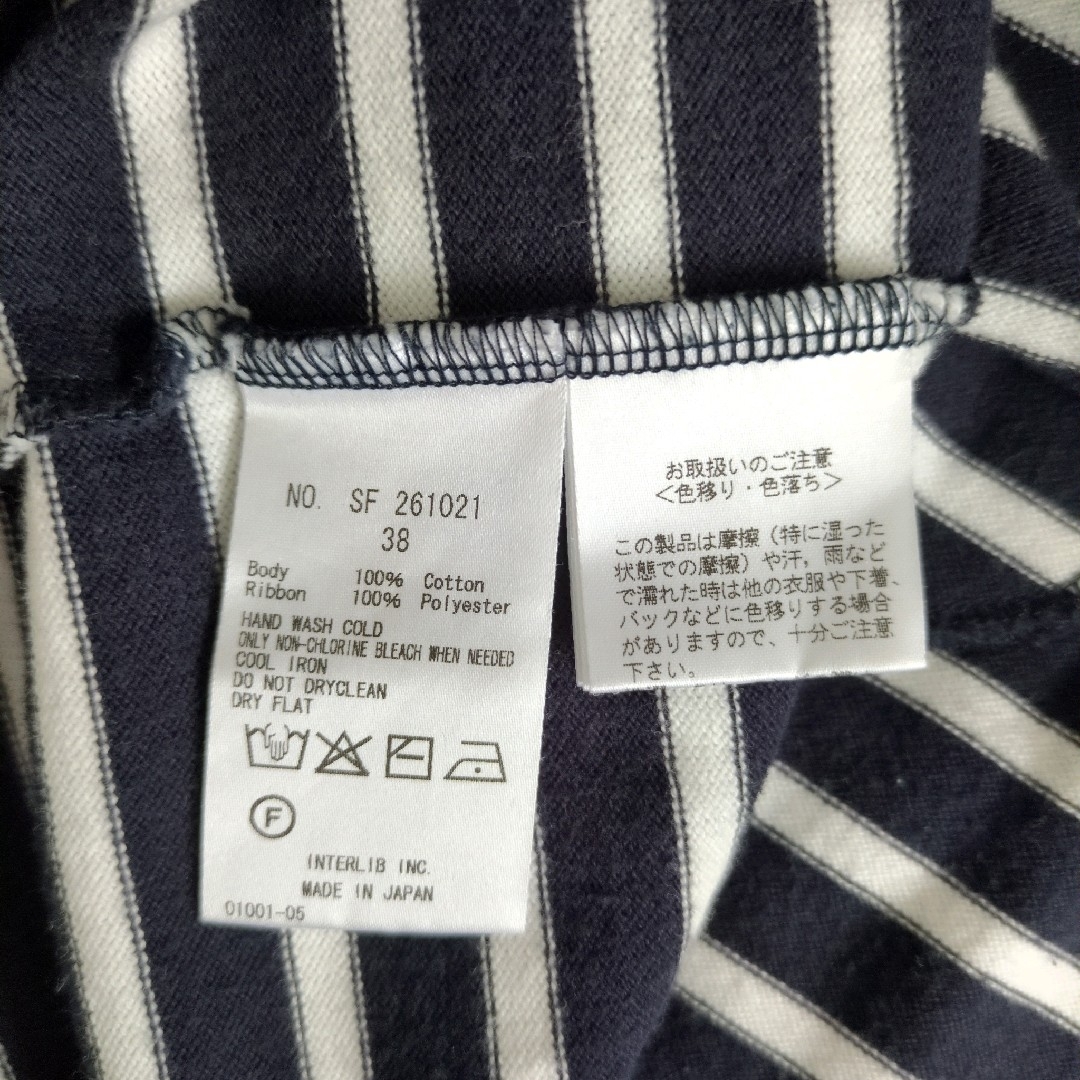 NO. SF 261021
38
Body 100% Cotton
Ribbon 100% Polyester
HAND WASH COLD
ONLY NON-CHLORINE BLEACH WHEN NEEDED
COOL IRON
DO NOT DRYCLEAN
DRY FLAT
F
INTERLIB INC.
MADE IN JAPAN
01001-05
お取扱いのご注意
<色移り・色落ち>
この製品は摩擦(特に湿った
状態での摩擦)や汗,雨など
で濡れた時は他の衣服や下着、
バックなどに色移りする場合
がありますので、十分ご注意
下さい。